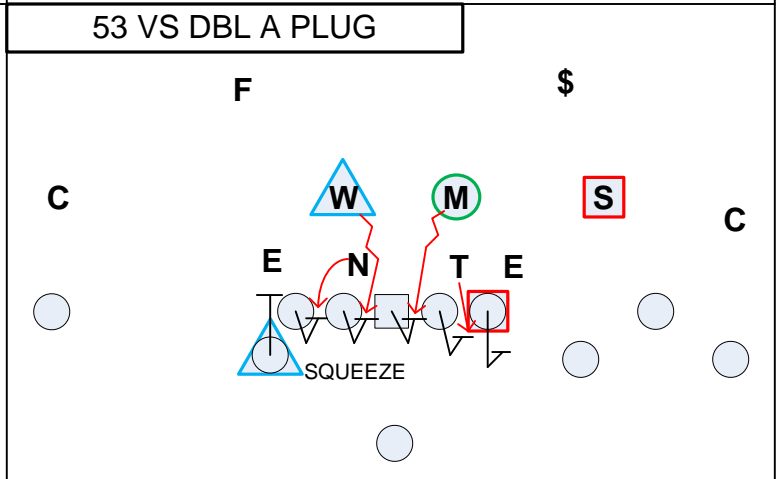 53 VS DBL A PLUG
F $
C W M S C
E N T E
SQUEEZE